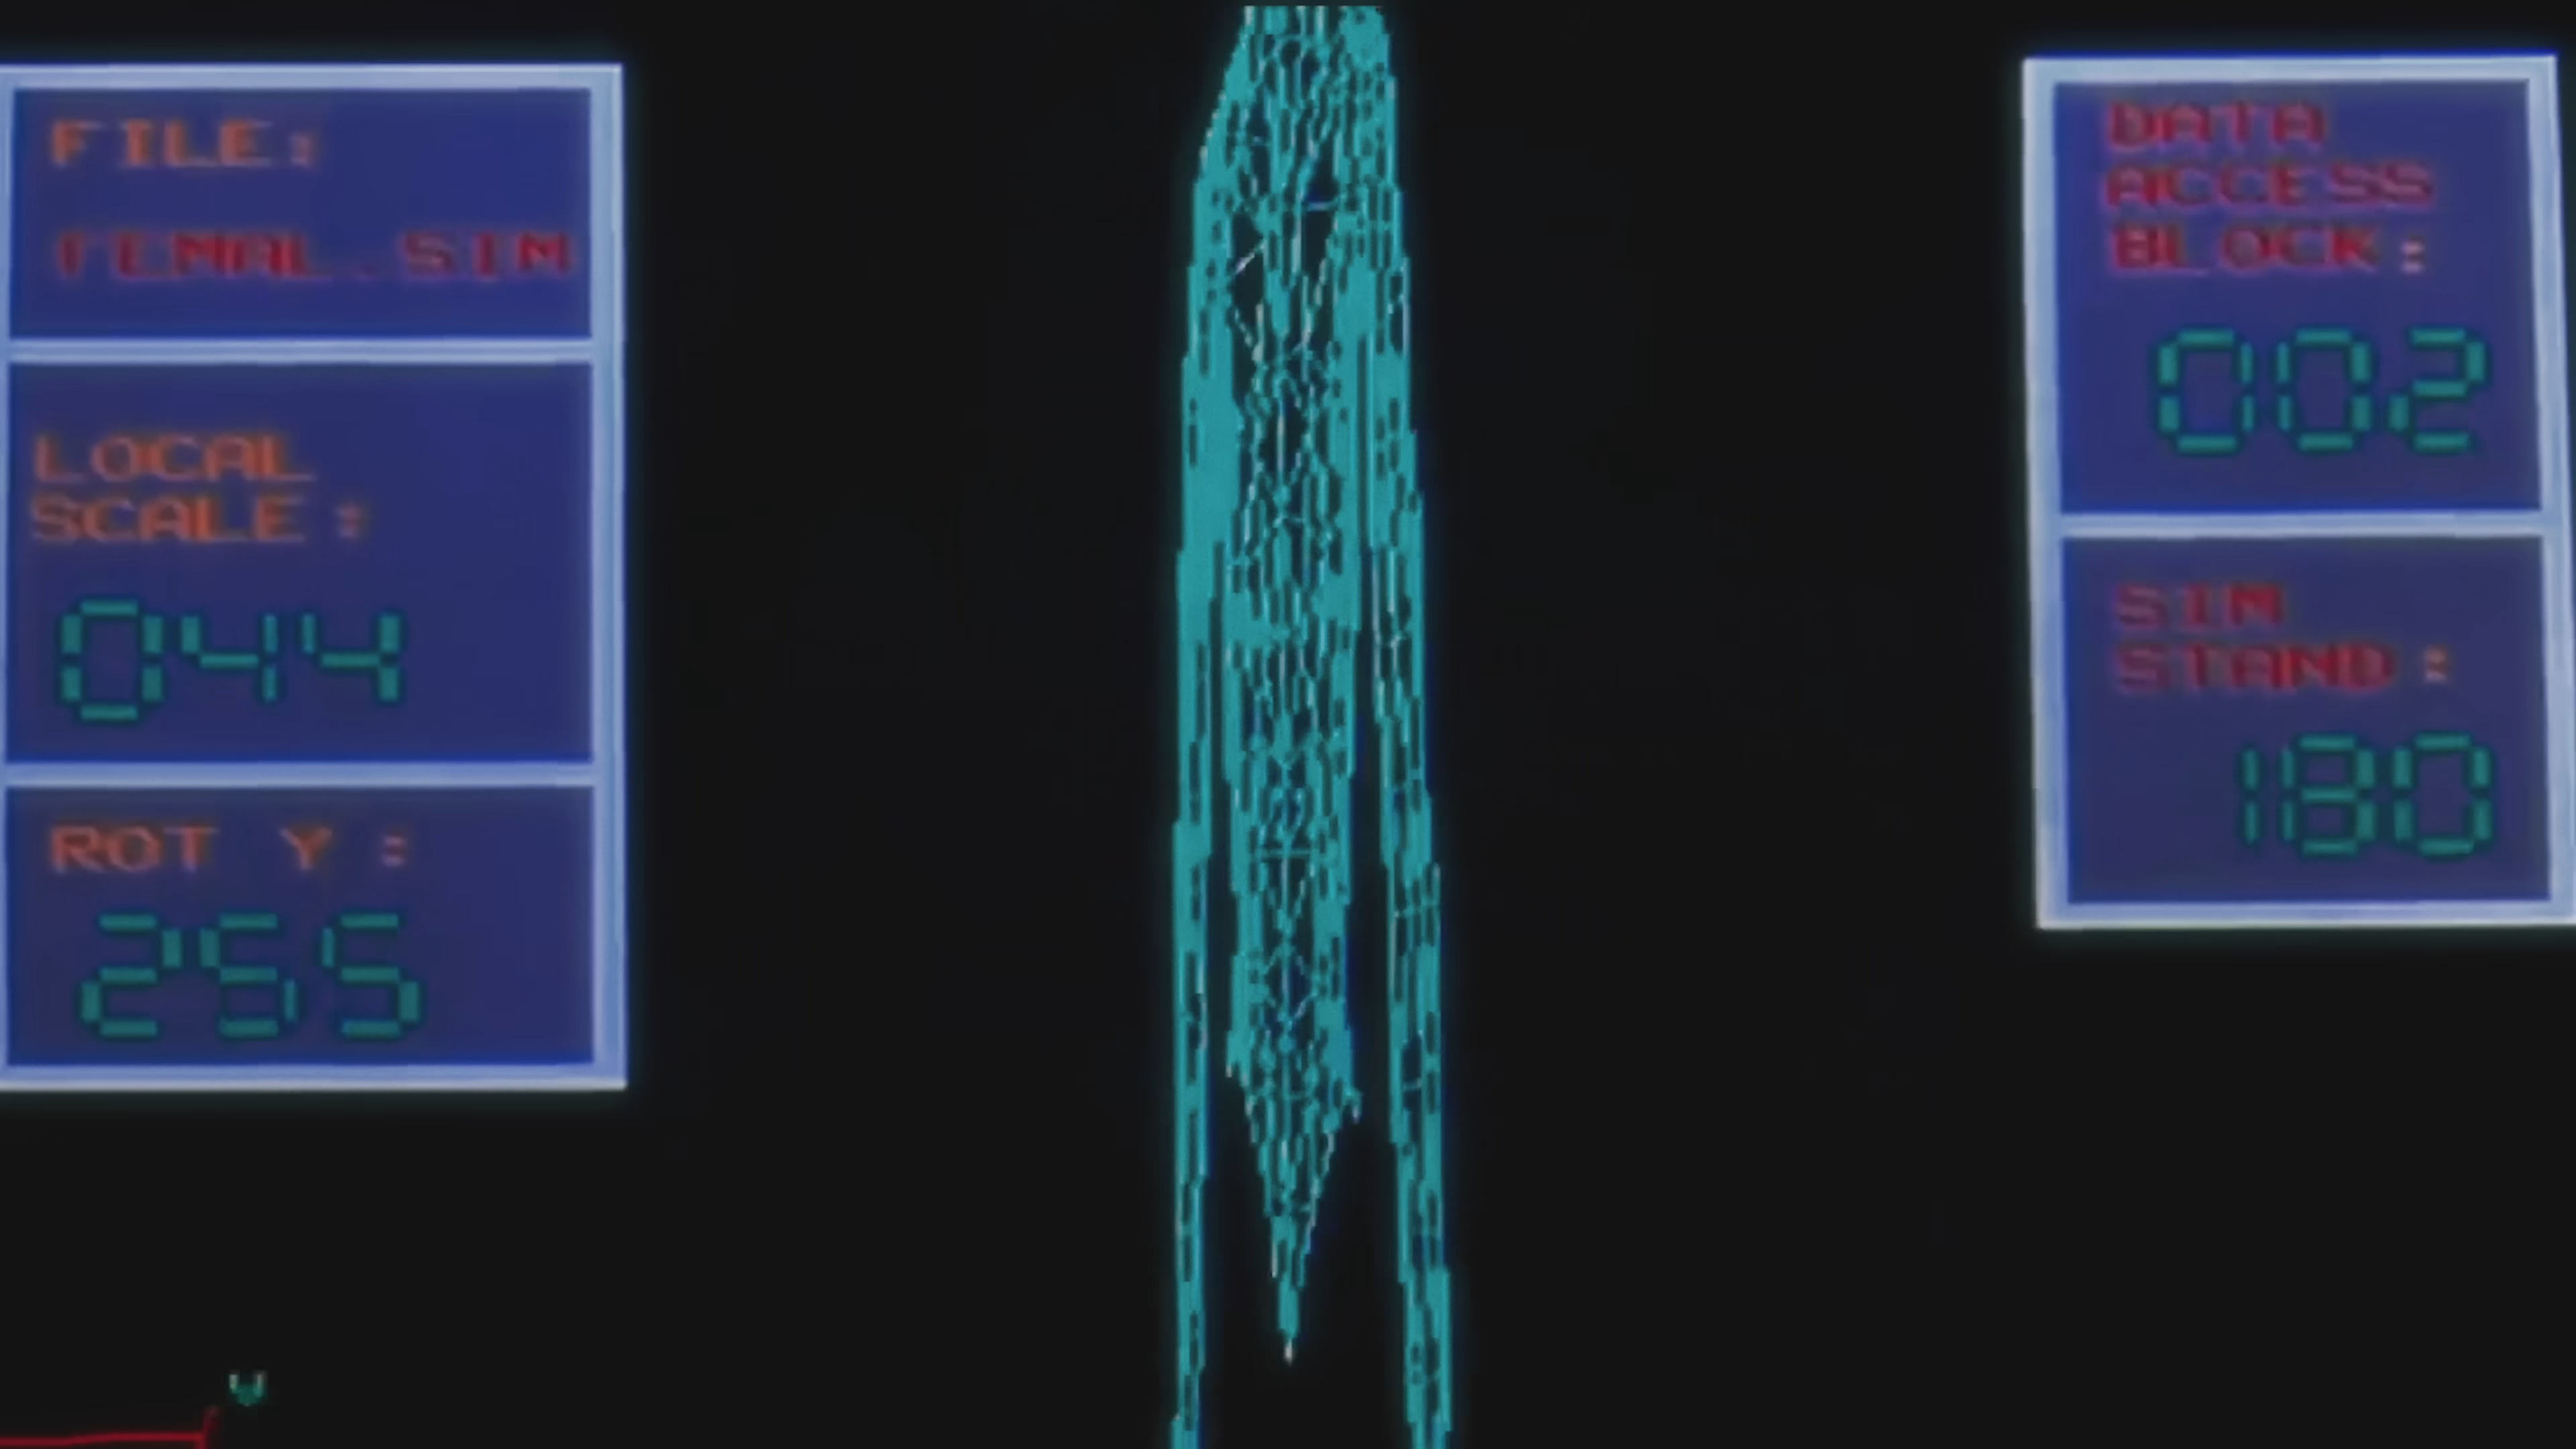 FILE:
FEMAL.SIM
LOCAL
SCALE:
044
ROT Y:
255
DATA
ACCESS
BLOCK:
002
SIM
STAND:
180